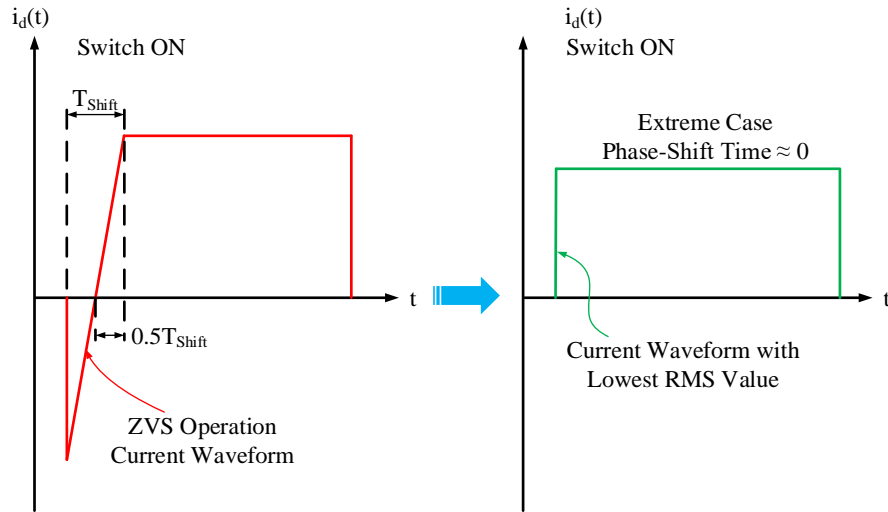 i_d(t)
Switch ON
T_Shift
t
0.5T_Shift
ZVS Operation
Current Waveform
i_d(t)
Switch ON
Extreme Case
Phase-Shift Time ≈ 0
t
Current Waveform with
Lowest RMS Value